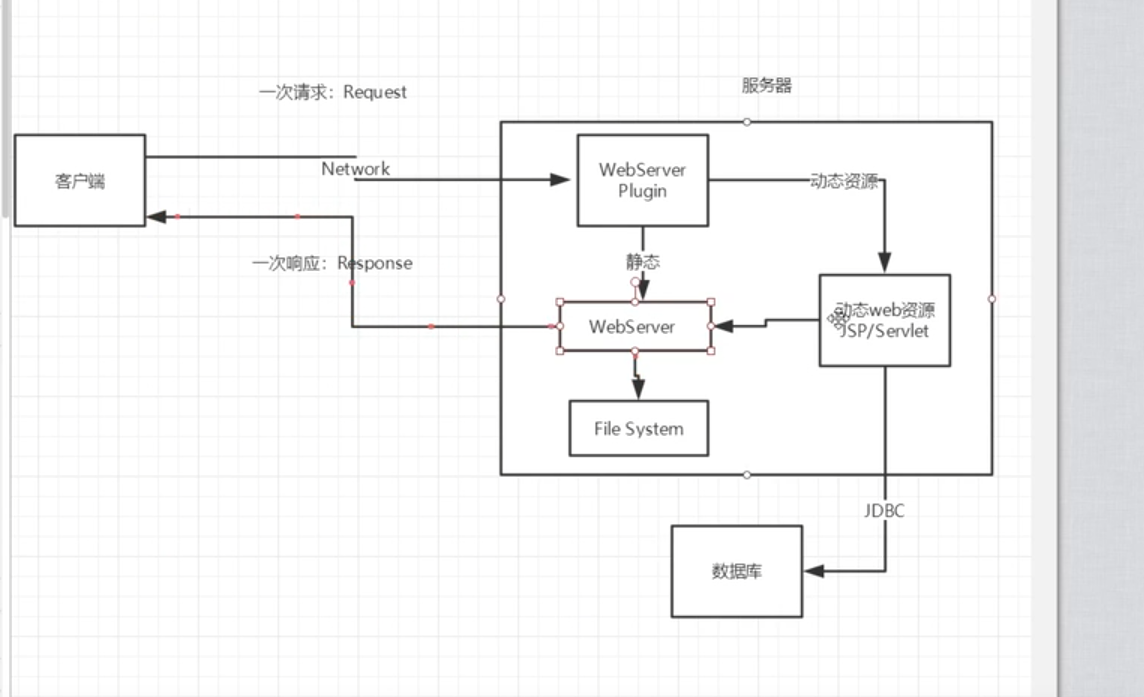 服务器
一次请求：Request
Network
客户端
WebServer
Plugin
动态资源
一次响应：Response
静态
动态web资源
JSP/Servlet
WebServer
File System
JDBC
数据库